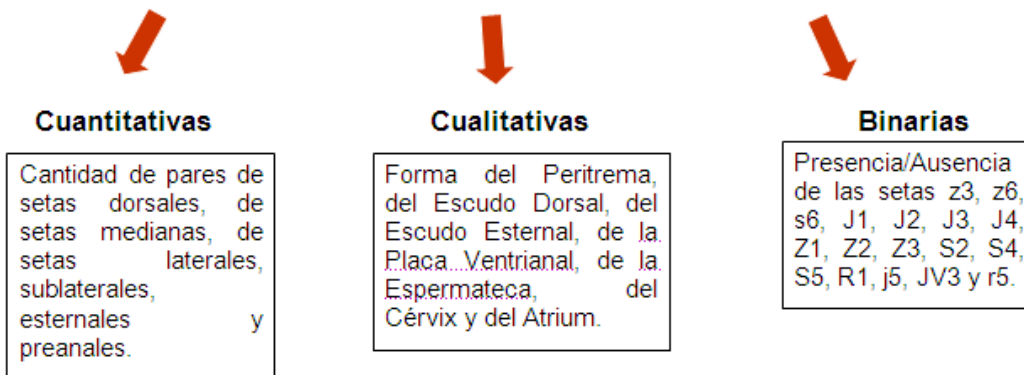 Cuantitativas
Cantidad de pares de
setas dorsales, de
setas medianas, de
setas laterales,
sublaterales,
esternales y
preanales.
Cualitativas
Forma del Peritrema,
del Escudo Dorsal, del
Escudo Esternal, de la
Placa Ventrianal, de la
Espermateca, del
Cérvix y del Atrium.
Binarias
Presencia/Ausencia
de las setas z3, z6,
s6, J1, J2, J3, J4,
Z1, Z2, Z3, S2, S4,
S5, R1, j5, JV3 y r5.